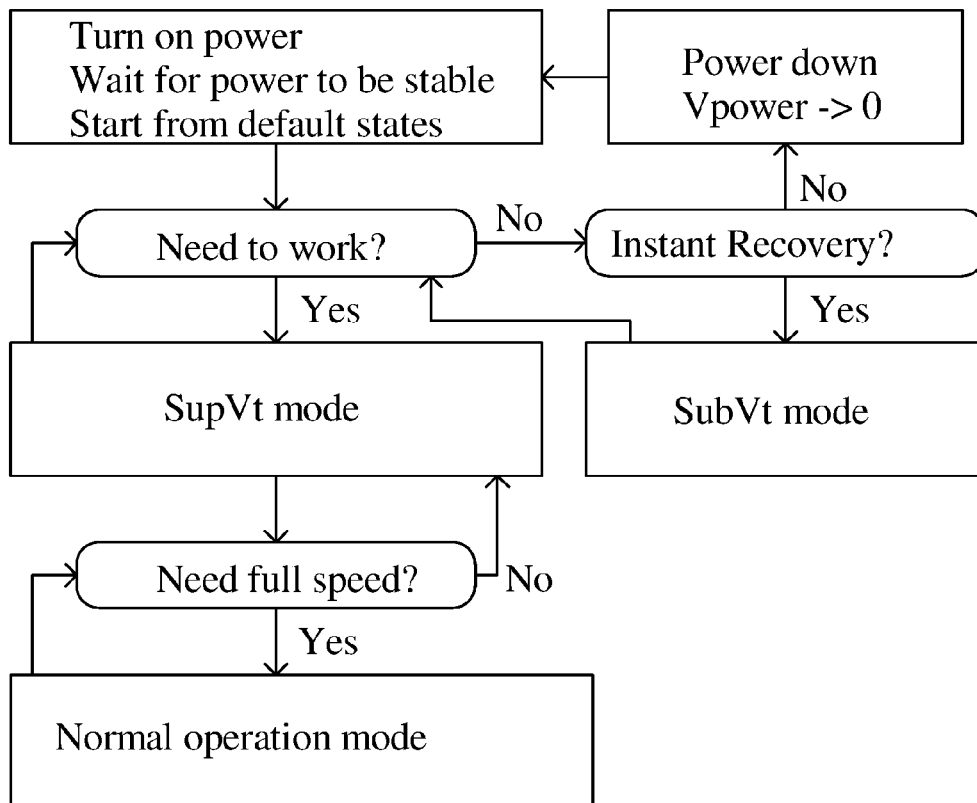 Turn on power
Wait for power to be stable
Start from default states
Power down
Vpower -> 0
No
Need to work?
No
Instant Recovery?
Yes
Yes
SupVt mode
SubVt mode
Need full speed?
No
Yes
Normal operation mode